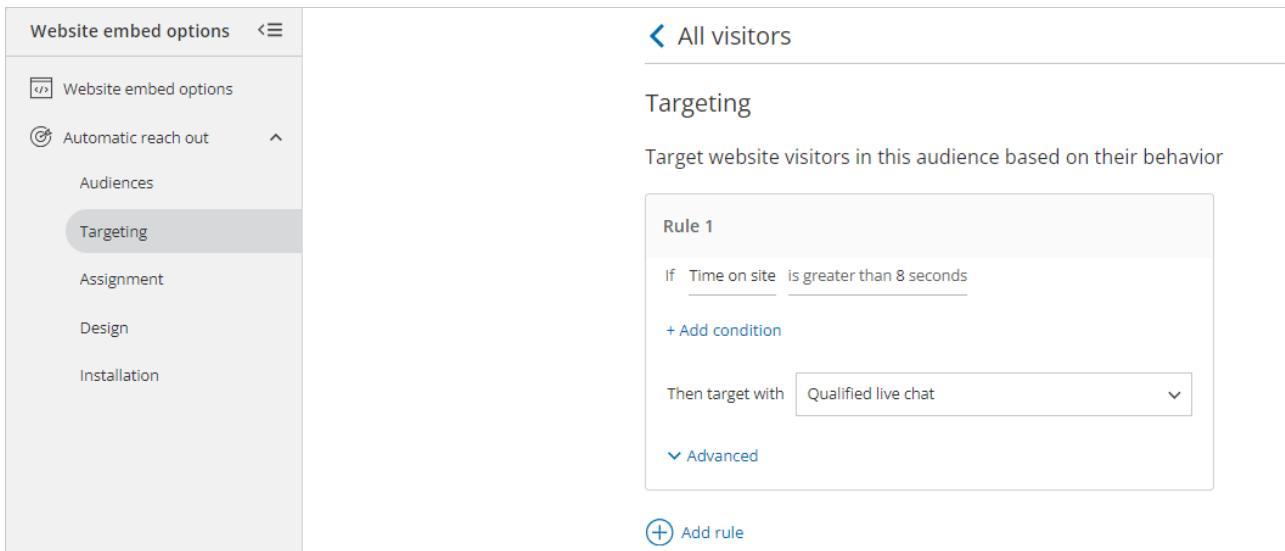 Website embed options
Website embed options
Automatic reach out
Audiences
Targeting
Assignment
Design
Installation
All visitors
Targeting
Target website visitors in this audience based on their behavior
Rule 1
If Time on site is greater than 8 seconds
+ Add condition
Then target with Qualified live chat
Advanced
Add rule